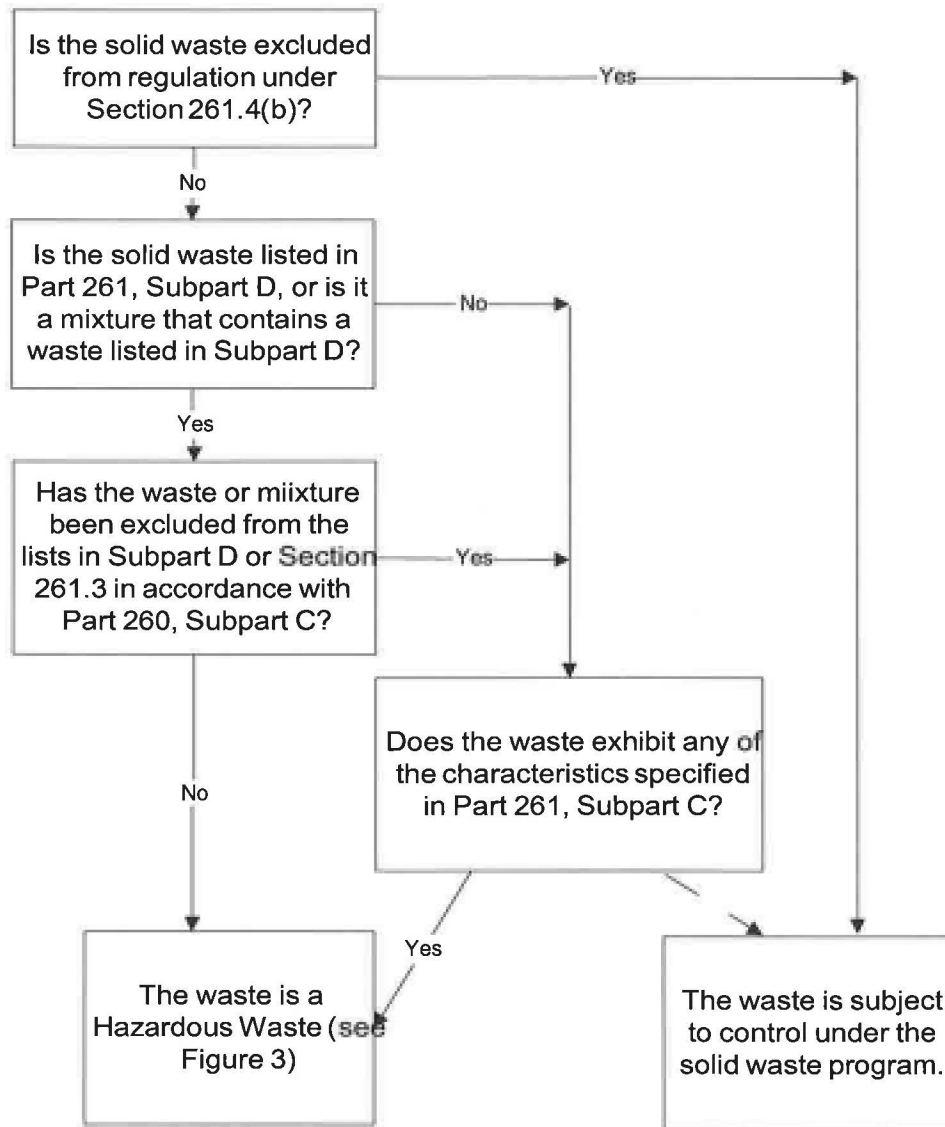 Is the solid waste excluded
from regulation under
Section 261.4(b)?
Yes
No
Is the solid waste listed in
Part 261, Subpart D, or is it
a mixture that contains a
waste listed in Subpart D?
No
Yes
Has the waste or miixture
been excluded from the
lists in Subpart D or Section
261.3 in accordance with
Part 260, Subpart C?
Yes
No
Does the waste exhibit any of
the characteristics specified
in Part 261, Subpart C?
Yes
The waste is a
Hazardous Waste (see
Figure 3)
The waste is subject
to control under the
solid waste program.